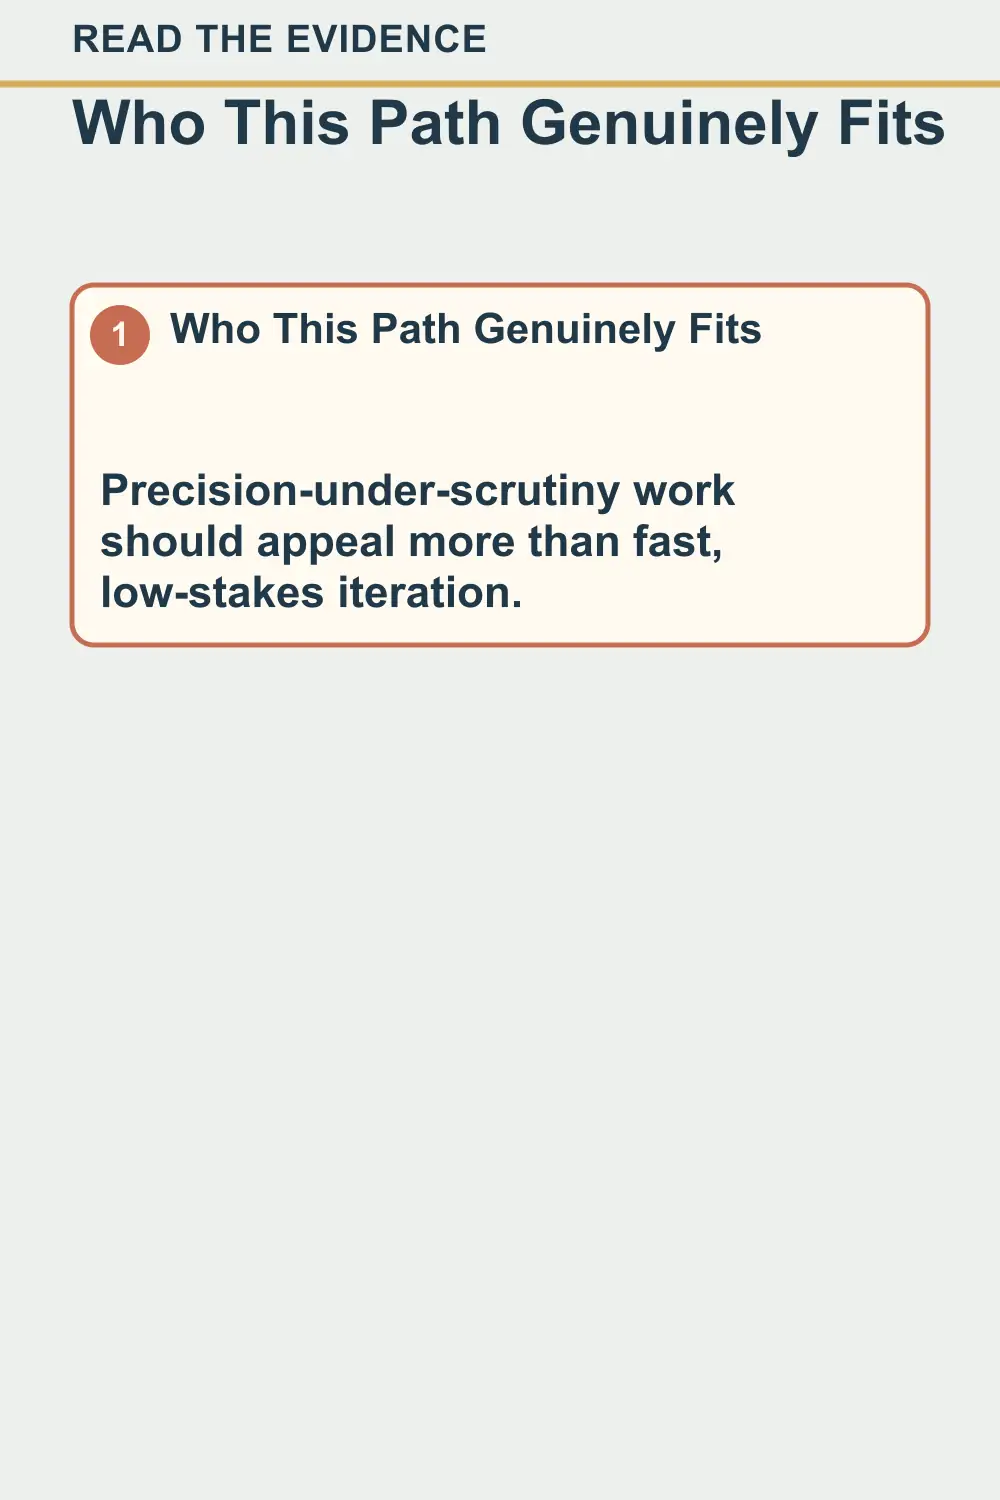 READ THE EVIDENCE
Who This Path Genuinely Fits
1 Who This Path Genuinely Fits
Precision-under-scrutiny work
should appeal more than fast,
low-stakes iteration.